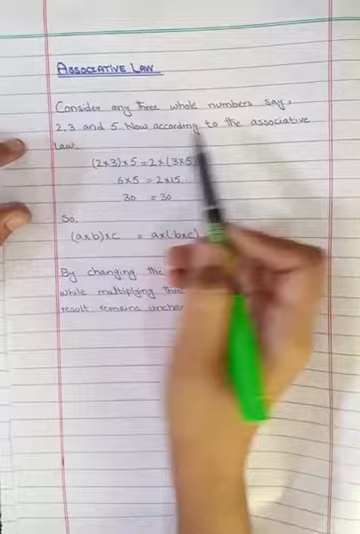 ASSOCIATIVE LAW
Consider any three whole numbers say,
2,3 and 5. Now according to the associative
law.
(2×3)×5 = 2×(3×5)
6×5 = 2×15
30 = 30
So,
(a×b)×c = a×(b×c)
By changing the
while multiplying
result remains